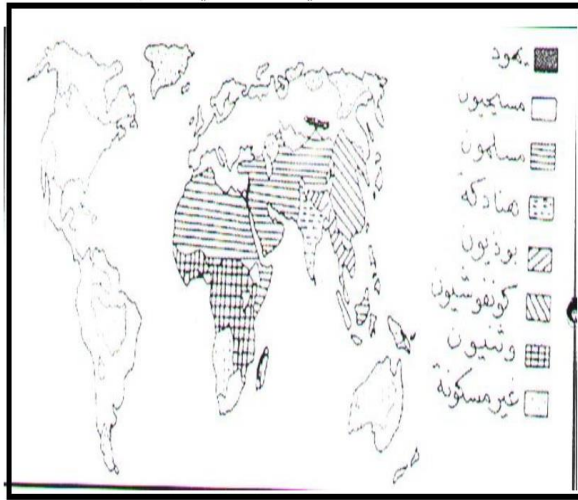 يهود
مسيحيون
مسلمون
هنادكة
بوذيون
كونفوشيون
وثنيون
غير مسكونة